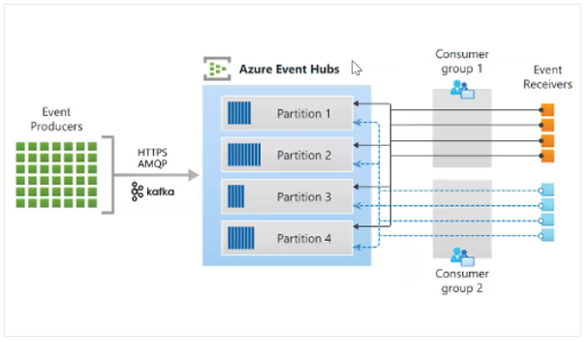 Azure Event Hubs
Event
Producers
HTTPS
AMQP
kafka
Partition 1
Partition 2
Partition 3
Partition 4
Consumer
group 1
Event
Receivers
Consumer
group 2